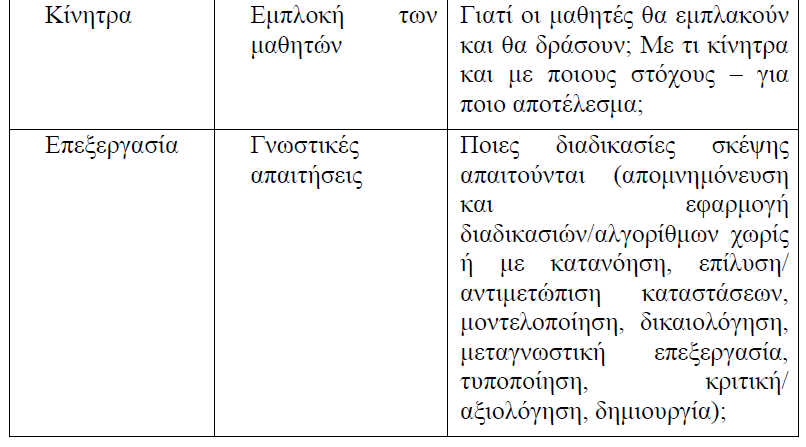 Κίνητρα
Εμπλοκή των
μαθητών
Γιατί οι μαθητές θα εμπλακούν
και θα δράσουν; Με τι κίνητρα
και με ποιους στόχους – για
ποιο αποτέλεσμα;
Επεξεργασία
Γνωστικές
απαιτήσεις
Ποιες διαδικασίες σκέψης
απαιτούνται (απομνημόνευση
και εφαρμογή
διαδικασιών/αλγορίθμων χωρίς
ή με κατανόηση, επίλυση/
αντιμετώπιση καταστάσεων,
μοντελοποίηση, δικαιολόγηση,
μεταγνωστική επεξεργασία,
τυποποίηση, κριτική/
αξιολόγηση, δημιουργία);